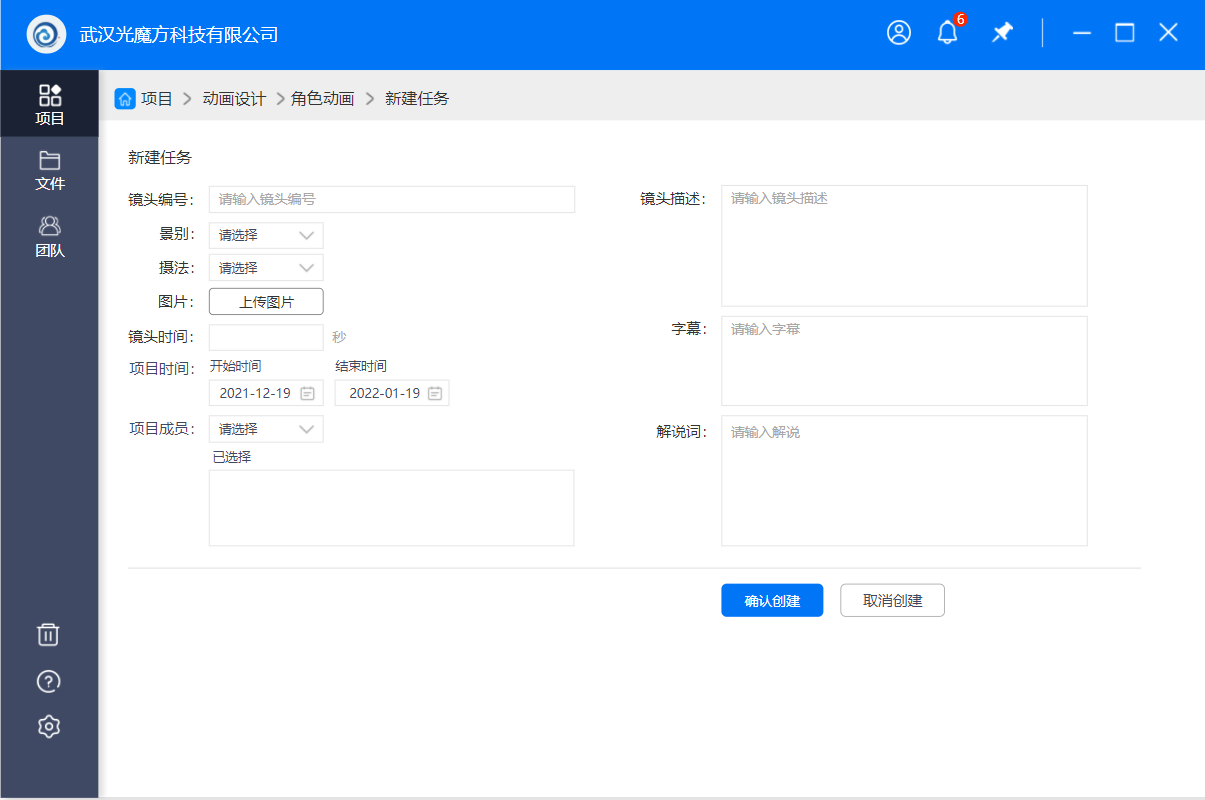 武汉光魔方科技有限公司
6
项目
文件
团队
项目 > 动画设计 > 角色动画 > 新建任务
新建任务
镜头编号： 请输入镜头编号
景别： 请选择
摄法： 请选择
图片： 上传图片
镜头时间： 秒
项目时间： 开始时间 结束时间
2021-12-19 2022-01-19
项目成员： 请选择
已选择
镜头描述： 请输入镜头描述
字幕： 请输入字幕
解说词： 请输入解说
确认创建 取消创建